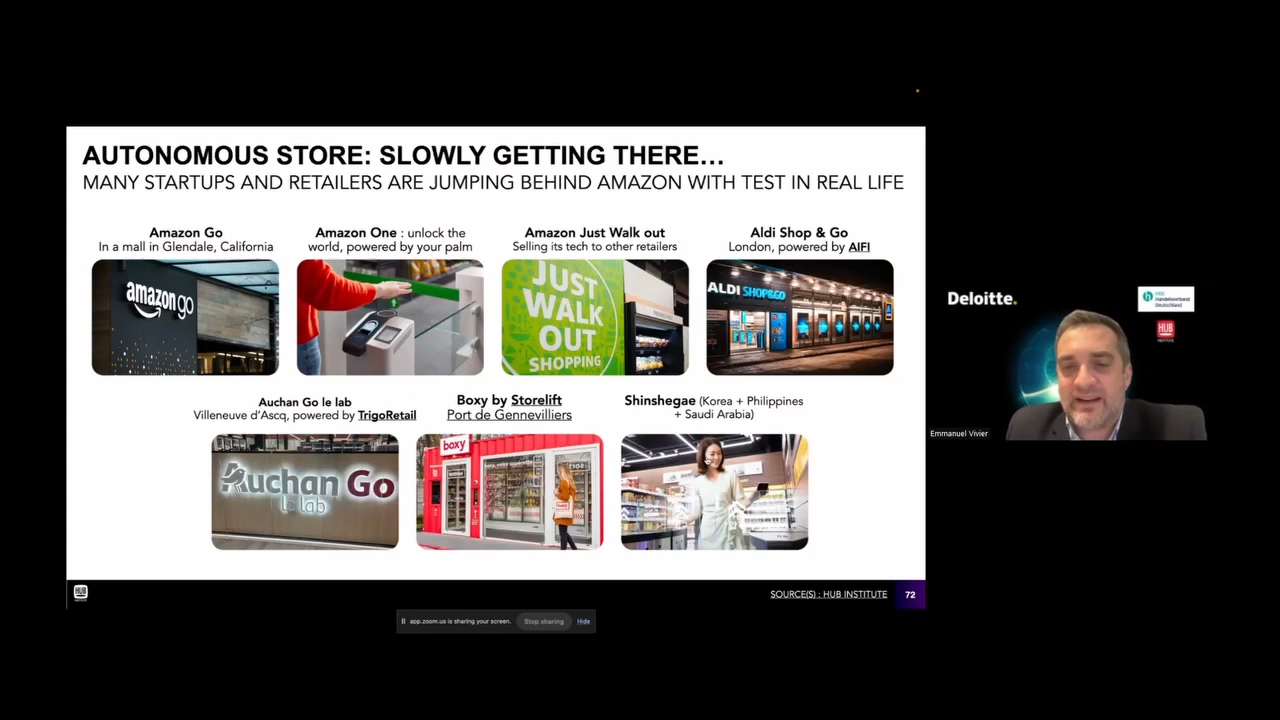 AUTONOMOUS STORE: SLOWLY GETTING THERE…
MANY STARTUPS AND RETAILERS ARE JUMPING BEHIND AMAZON WITH TEST IN REAL LIFE
Amazon Go
In a mall in Glendale, California
Amazon One : unlock the
world, powered by your palm
Amazon Just Walk out
Selling its tech to other retailers
Aldi Shop & Go
London, powered by AIFI
amazon go
JUST
WALK
OUT
SHOPPING
ALDI SHOP&GO
Auchan Go le lab
Villeneuve d’Ascq, powered by TrigoRetail
Boxy by Storelift
Port de Gennevilliers
Shinshegae (Korea + Philippines
+ Saudi Arabia)
Auchan Go
le lab
boxy
HUB
SOURCE(S) : HUB INSTITUTE
72
app.zoom.us is sharing your screen.
Stop sharing
Hide
Deloitte.
Handelsverband
Deutschland
HUB
INSTITUTE
Emmanuel Vivier